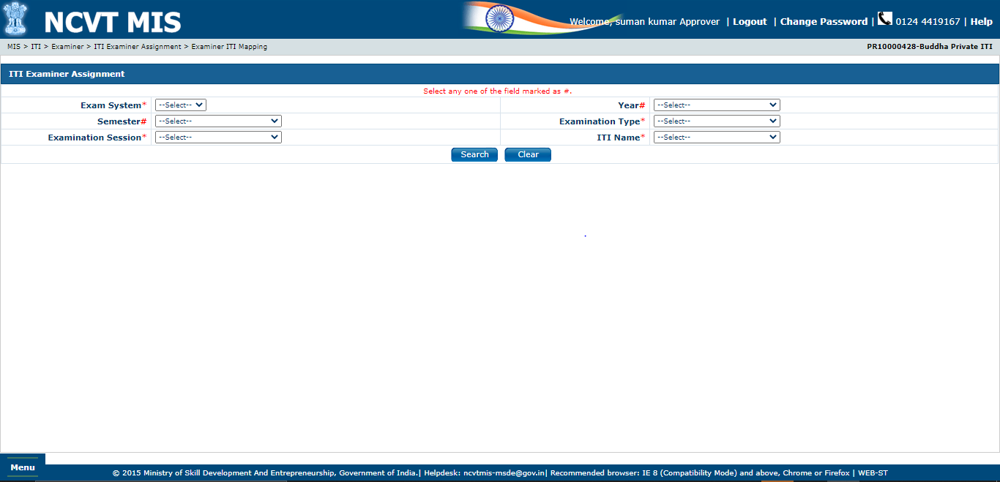 NCVT MIS
Welcome, suman kumar Approver | Logout | Change Password | 0124 4419167 | Help
MIS > ITI > Examiner > ITI Examiner Assignment > Examiner ITI Mapping PR10000428-Buddha Private ITI
ITI Examiner Assignment
Select any one of the field marked as #.
Exam System* --Select-- Year# --Select--
Semester# --Select-- Examination Type* --Select--
Examination Session* --Select-- ITI Name* --Select--
Search Clear
Menu
© 2015 Ministry of Skill Development And Entrepreneurship, Government of India.| Helpdesk: ncvtmis-msde@gov.in| Recommended browser: IE 8 (Compatibility Mode) and above, Chrome or Firefox | WEB-ST